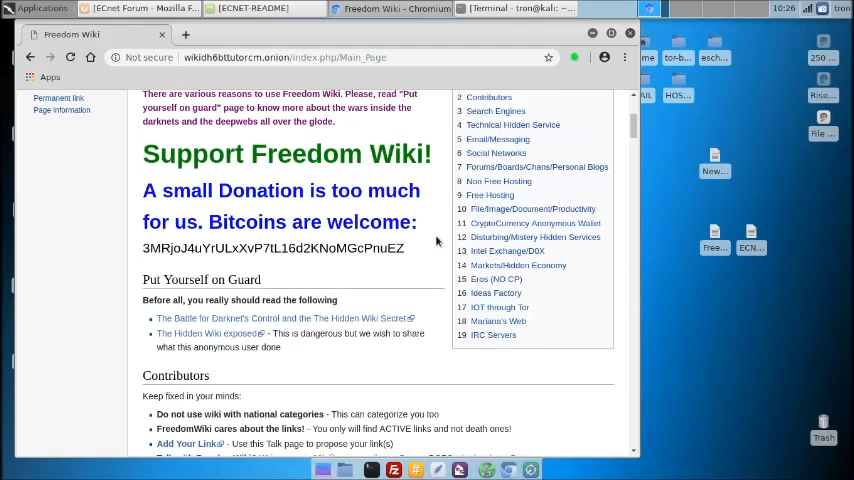 Applications
[ECnet Forum - Mozilla F...
[ECNET-README]
Freedom Wiki - Chromium
[Terminal - tron@kali: ~...
10:26
tron
Freedom Wiki
Not secure
wikidh6bttutorcm.onion/index.php/Main_Page
Apps
Permanent link
Page information
There are various reasons to use Freedom Wiki. Please, read "Put
yourself on guard" page to know more about the wars inside the
darknets and the deepwebs all over the glode.
Support Freedom Wiki!
A small Donation is too much
for us. Bitcoins are welcome:
3MRjoJ4uYrULxXvP7tL16d2KNoMGcPnuEZ
Put Yourself on Guard
Before all, you really should read the following
The Battle for Darknet's Control and the The Hidden Wiki Secret
The Hidden Wiki exposed - This is dangerous but we wish to share
what this anonymous user done
Contributors
Keep fixed in your minds:
Do not use wiki with national categories - This can categorize you too
FreedomWiki cares about the links! - You only will find ACTIVE links and not death ones!
Add Your Link - Use this Talk page to propose your link(s)
2 Contributors
3 Search Engines
4 Technical Hidden Service
5 Email/Messaging
6 Social Networks
7 Forums/Boards/Chans/Personal Blogs
8 Non Free Hosting
9 Free Hosting
10 File/Image/Document/Productivity
11 CryptoCurrency Anonymous Wallet
12 Disturbing/Mistery Hidden Services
13 Intel Exchange/D0X
14 Markets/Hidden Economy
15 Eros (NO CP)
16 Ideas Factory
17 IOT through Tor
18 Mariana's Web
19 IRC Servers
me
tor-b...
esch...
250 ...
AIL
HOS...
Rise...
File ...
New...
Free...
ECN...
Trash